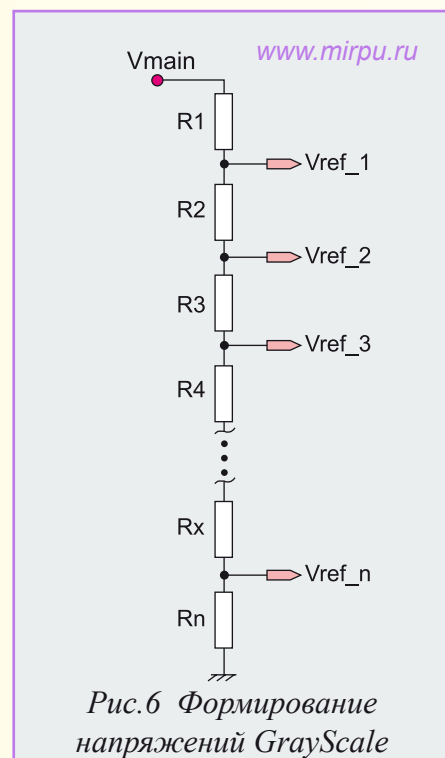 www.mirpu.ru
Vmain
R1
Vref_1
R2
Vref_2
R3
Vref_3
R4
Rx
Vref_n
Rn
Рис.6 Формирование
напряжений GrayScale